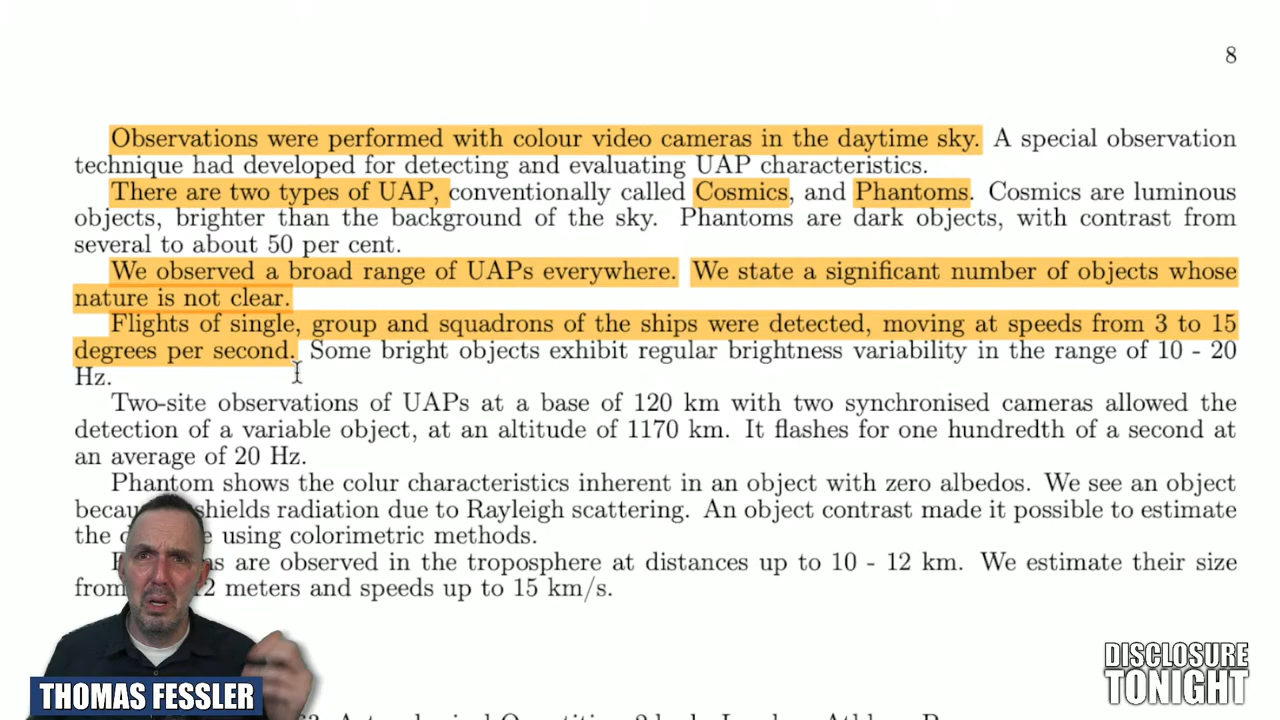 8
Observations were performed with colour video cameras in the daytime sky. A special observation
technique had developed for detecting and evaluating UAP characteristics.
There are two types of UAP, conventionally called Cosmics, and Phantoms. Cosmics are luminous
objects, brighter than the background of the sky. Phantoms are dark objects, with contrast from
several to about 50 per cent.
We observed a broad range of UAPs everywhere. We state a significant number of objects whose
nature is not clear.
Flights of single, group and squadrons of the ships were detected, moving at speeds from 3 to 15
degrees per second. Some bright objects exhibit regular brightness variability in the range of 10 - 20
Hz.
Two-site observations of UAPs at a base of 120 km with two synchronised cameras allowed the
detection of a variable object, at an altitude of 1170 km. It flashes for one hundredth of a second at
an average of 20 Hz.
Phantom shows the colur characteristics inherent in an object with zero albedos. We see an object
shields radiation due to Rayleigh scattering. An object contrast made it possible to estimate
the using colorimetric methods.
are observed in the troposphere at distances up to 10 - 12 km. We estimate their size
from meters and speeds up to 15 km/s.
THOMAS FESSLER
DISCLOSURE
TONIGHT